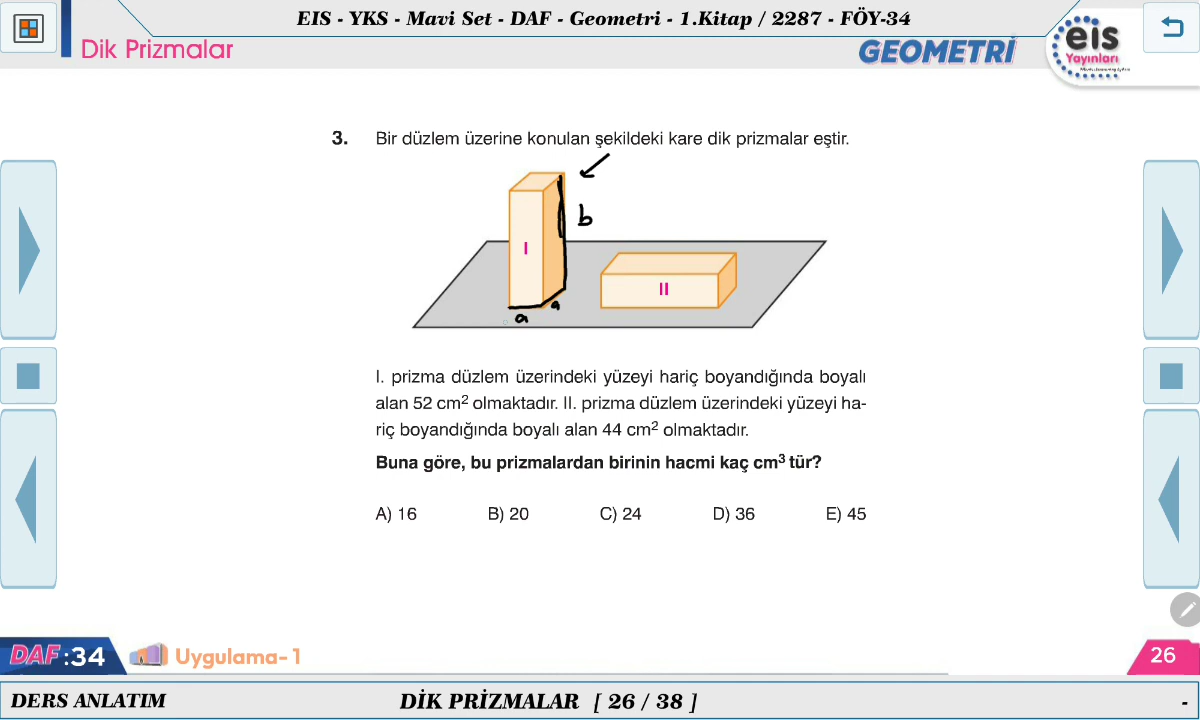 EIS - YKS - Mavi Set - DAF - Geometri - 1.Kitap / 2287 - FÖY-34
Dik Prizmalar
GEOMETRİ
eis
Yayınları
3. Bir düzlem üzerine konulan şekildeki kare dik prizmalar eştir.
b
I
II
a
a
I. prizma düzlem üzerindeki yüzeyi hariç boyandığında boyalı
alan 52 cm² olmaktadır. II. prizma düzlem üzerindeki yüzeyi ha-
riç boyandığında boyalı alan 44 cm² olmaktadır.
Buna göre, bu prizmalardan birinin hacmi kaç cm³ tür?
A) 16 B) 20 C) 24 D) 36 E) 45
DAF:34 Uygulama-1
26
DERS ANLATIM DİK PRİZMALAR [ 26 / 38 ] -